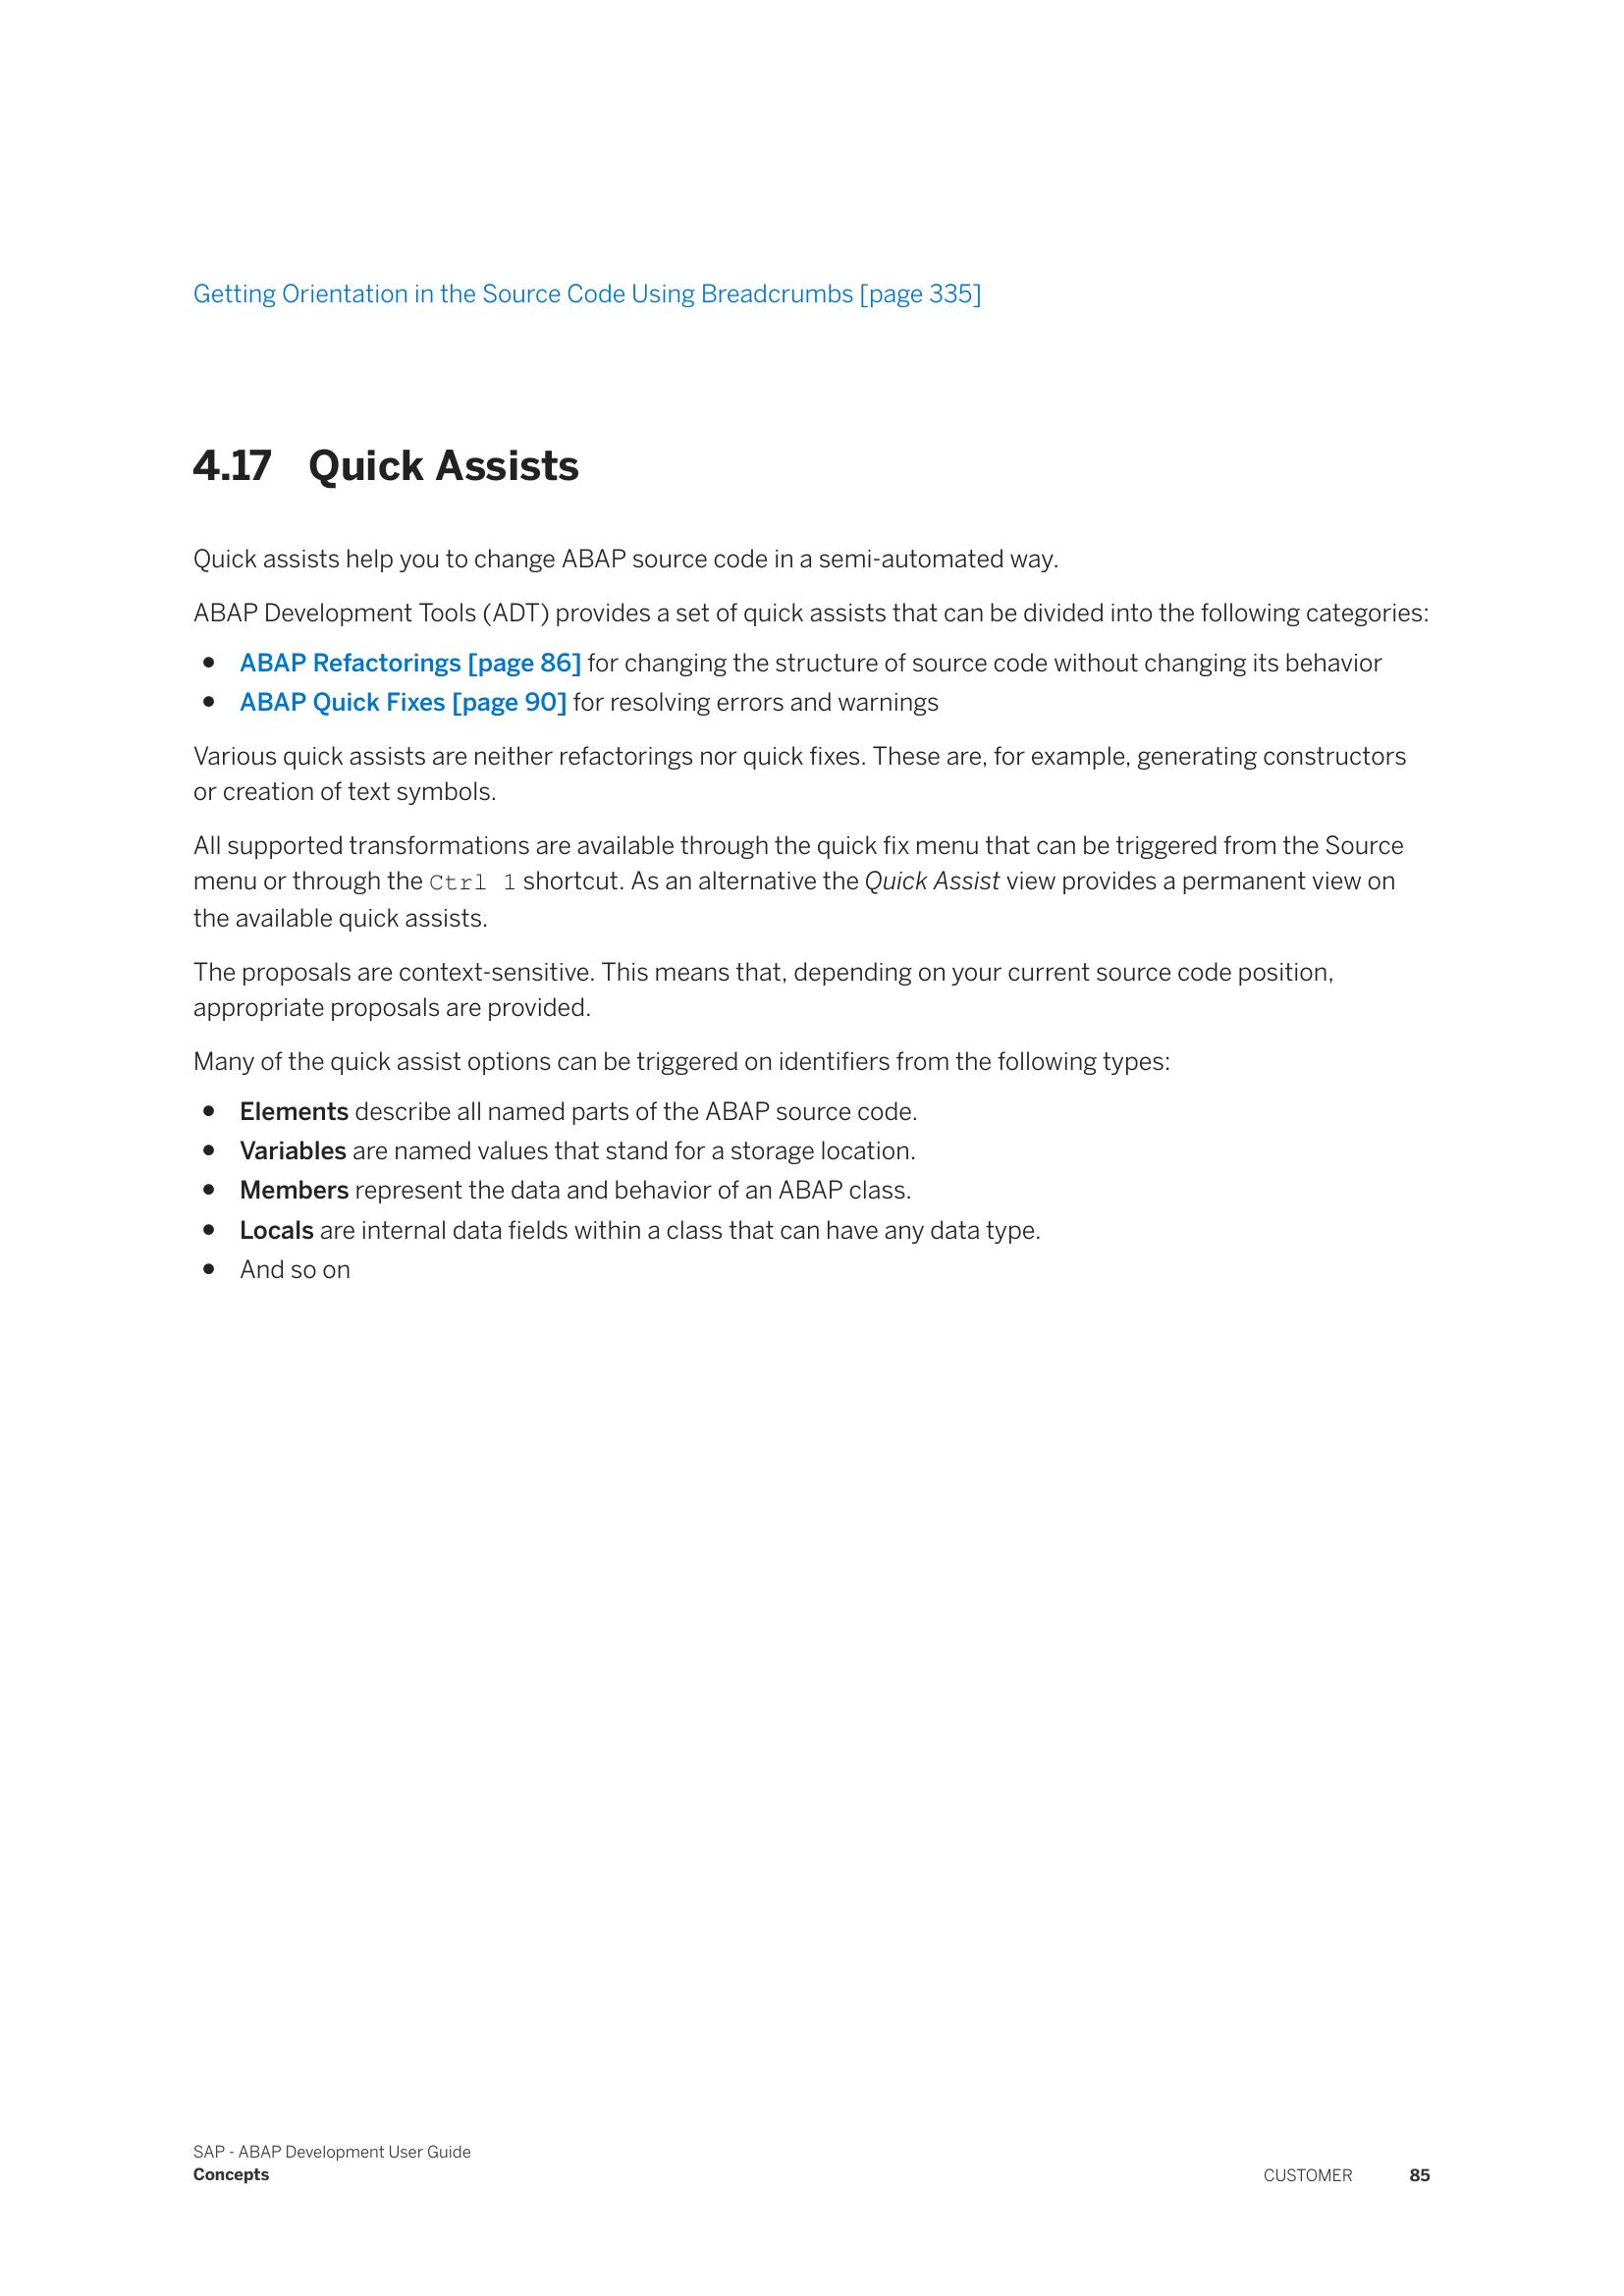 Getting Orientation in the Source Code Using Breadcrumbs [page 335]
4.17 Quick Assists
Quick assists help you to change ABAP source code in a semi-automated way.
ABAP Development Tools (ADT) provides a set of quick assists that can be divided into the following categories:
● ABAP Refactorings [page 86] for changing the structure of source code without changing its behavior
● ABAP Quick Fixes [page 90] for resolving errors and warnings
Various quick assists are neither refactorings nor quick fixes. These are, for example, generating constructors
or creation of text symbols.
All supported transformations are available through the quick fix menu that can be triggered from the Source
menu or through the Ctrl 1 shortcut. As an alternative the Quick Assist view provides a permanent view on
the available quick assists.
The proposals are context-sensitive. This means that, depending on your current source code position,
appropriate proposals are provided.
Many of the quick assist options can be triggered on identifiers from the following types:
● Elements describe all named parts of the ABAP source code.
● Variables are named values that stand for a storage location.
● Members represent the data and behavior of an ABAP class.
● Locals are internal data fields within a class that can have any data type.
● And so on
SAP - ABAP Development User Guide
Concepts
CUSTOMER 85